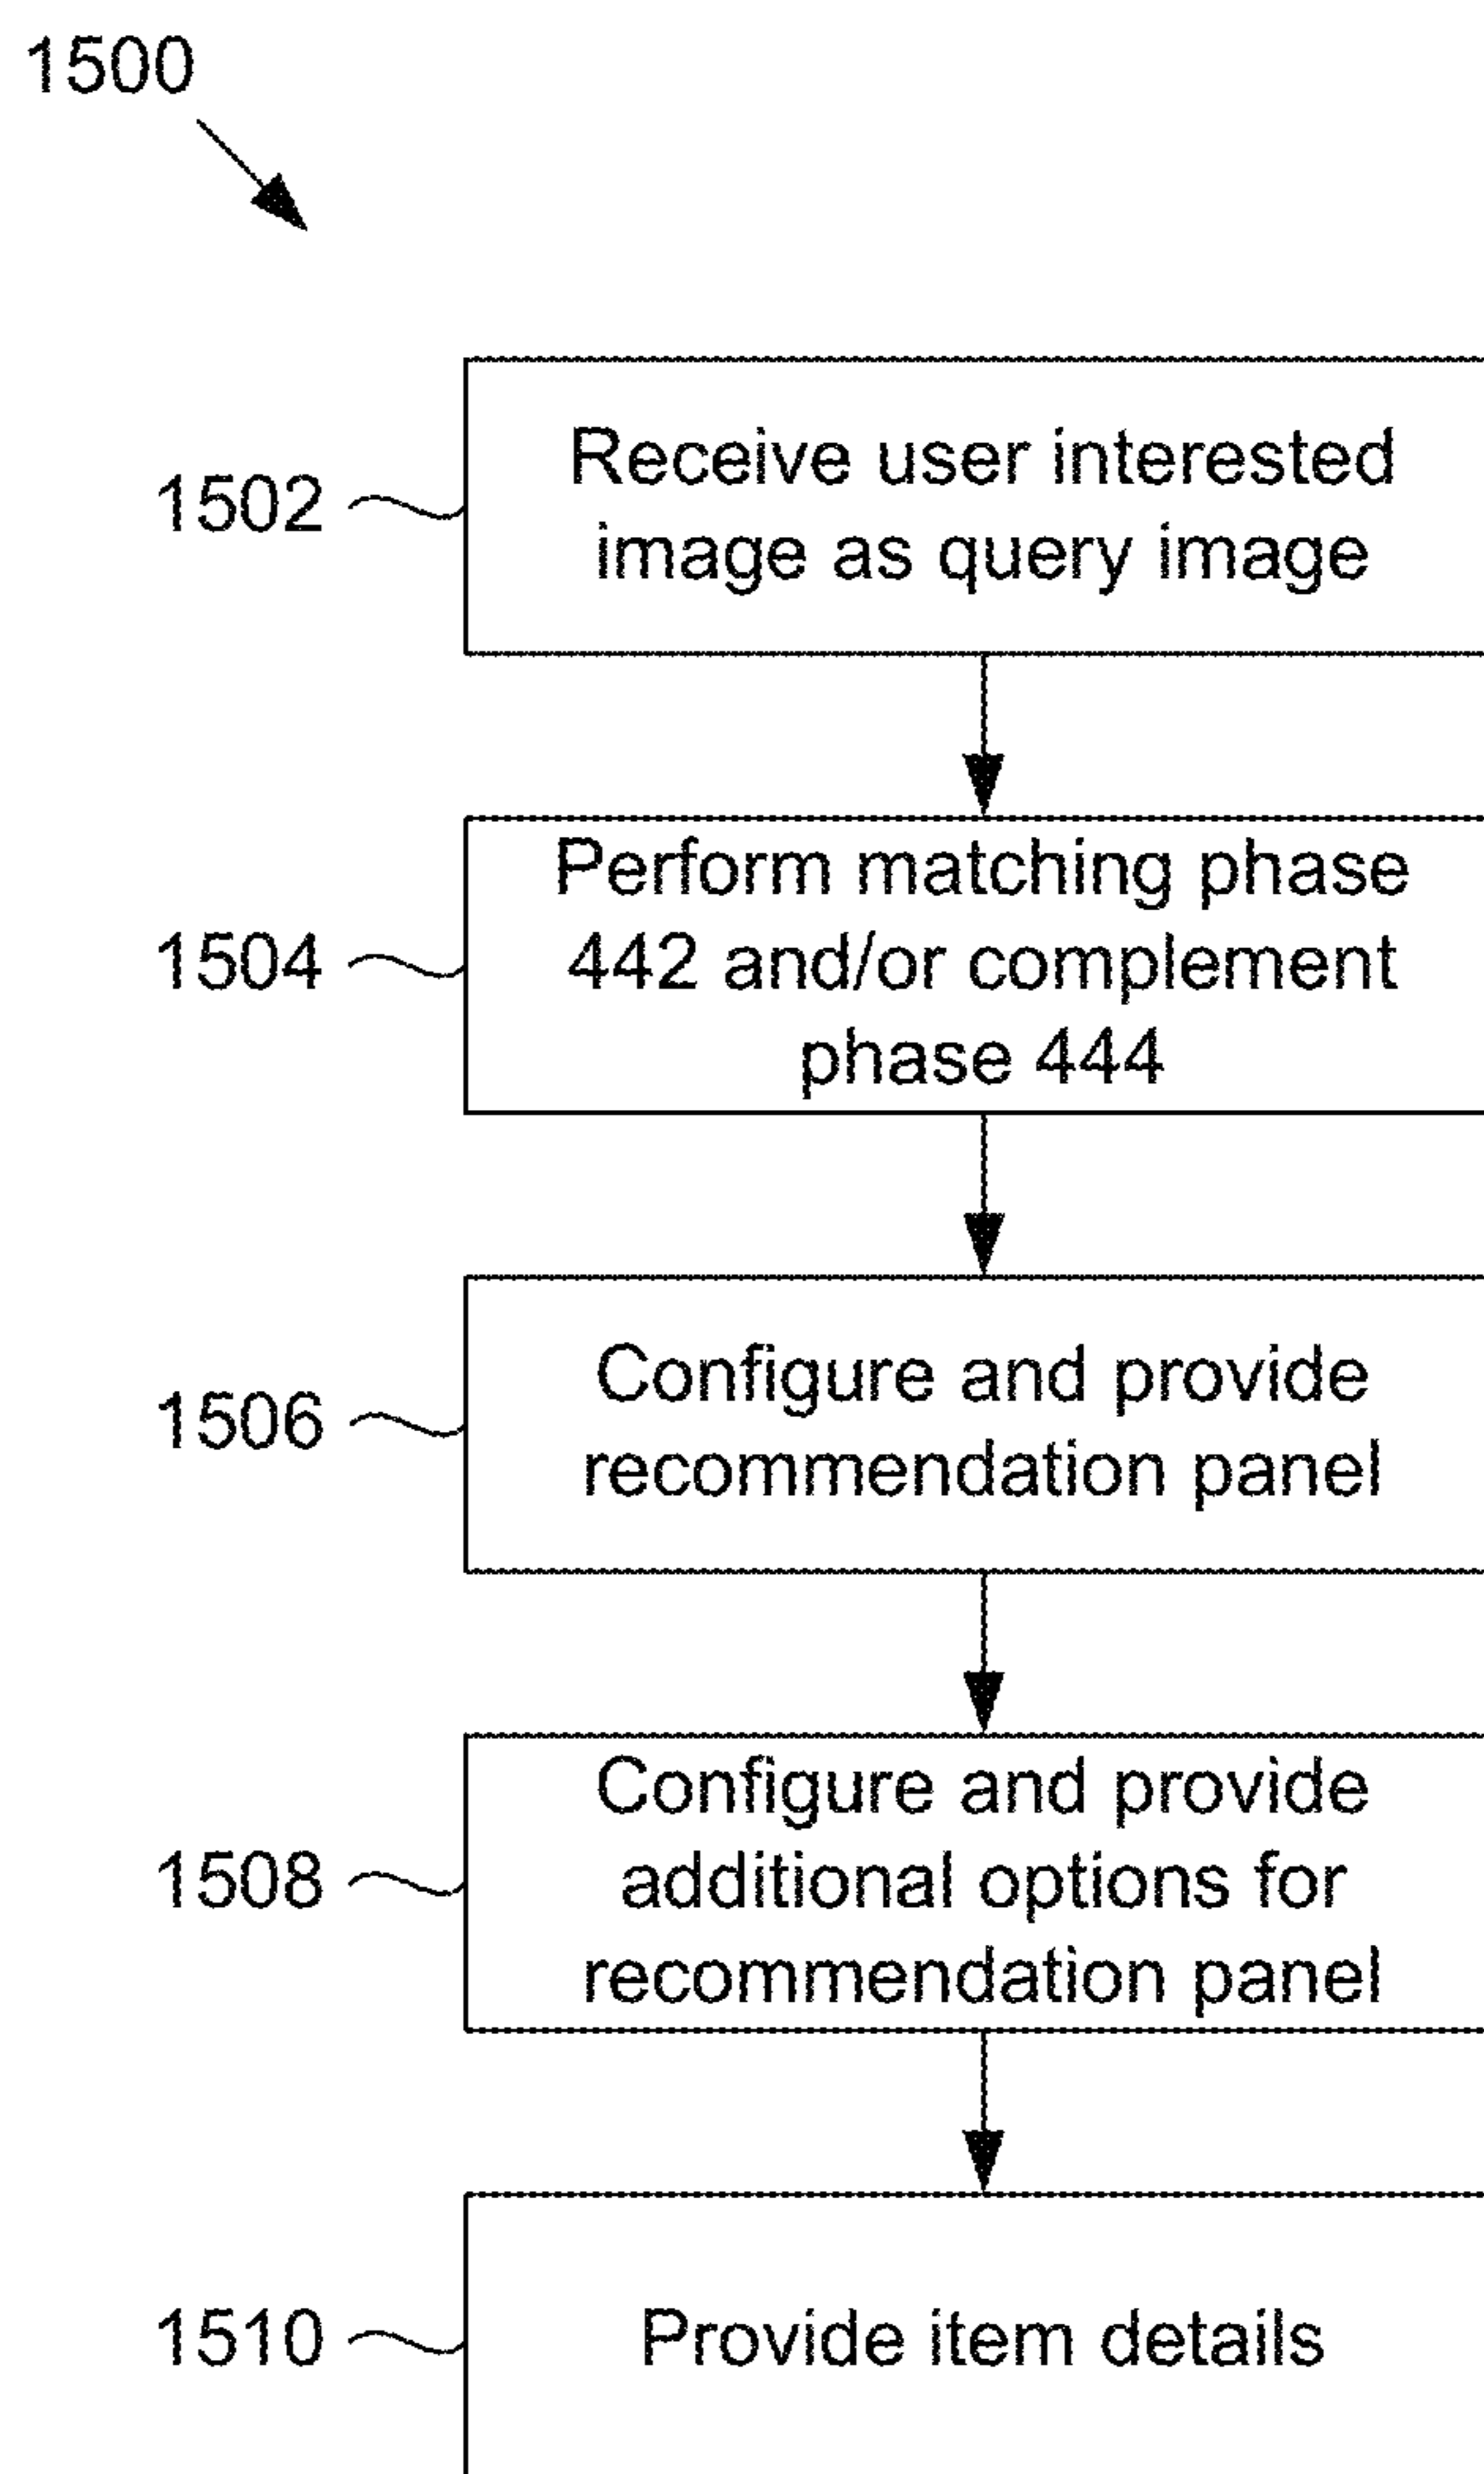 1500
1502
Receive user interested
image as query image
1504
Perform matching phase
442 and/or complement
phase 444
1506
Configure and provide
recommendation panel
1508
Configure and provide
additional options for
recommendation panel
1510
Provide item details